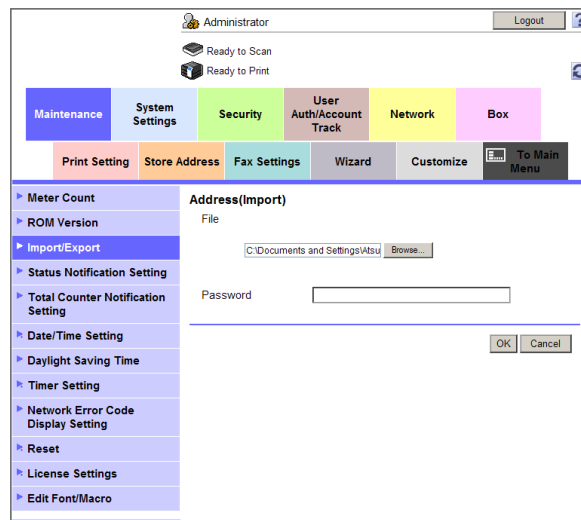 Administrator
Logout
?
Ready to Scan
Ready to Print
Maintenance
System
Settings
Security
User
Auth/Account
Track
Network
Box
Print Setting
Store Address
Fax Settings
Wizard
Customize
To Main
Menu
Meter Count
ROM Version
Import/Export
Status Notification Setting
Total Counter Notification
Setting
Date/Time Setting
Daylight Saving Time
Timer Setting
Network Error Code
Display Setting
Reset
License Settings
Edit Font/Macro
Address(Import)
File
C:\Documents and Settings\Atsu
Browse...
Password
OK
Cancel